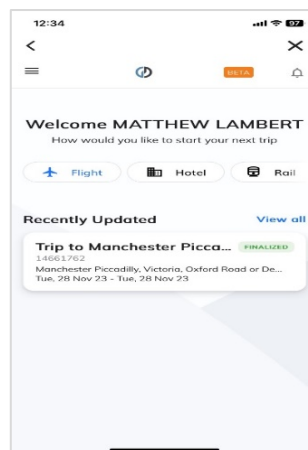 12:34
97
BETA
Welcome MATTHEW LAMBERT
How would you like to start your next trip
Flight Hotel Rail
Recently Updated View all
Trip to Manchester Picca... FINALIZED
14661762
Manchester Piccadilly, Victoria, Oxford Road or De...
Tue, 28 Nov 23 - Tue, 28 Nov 23